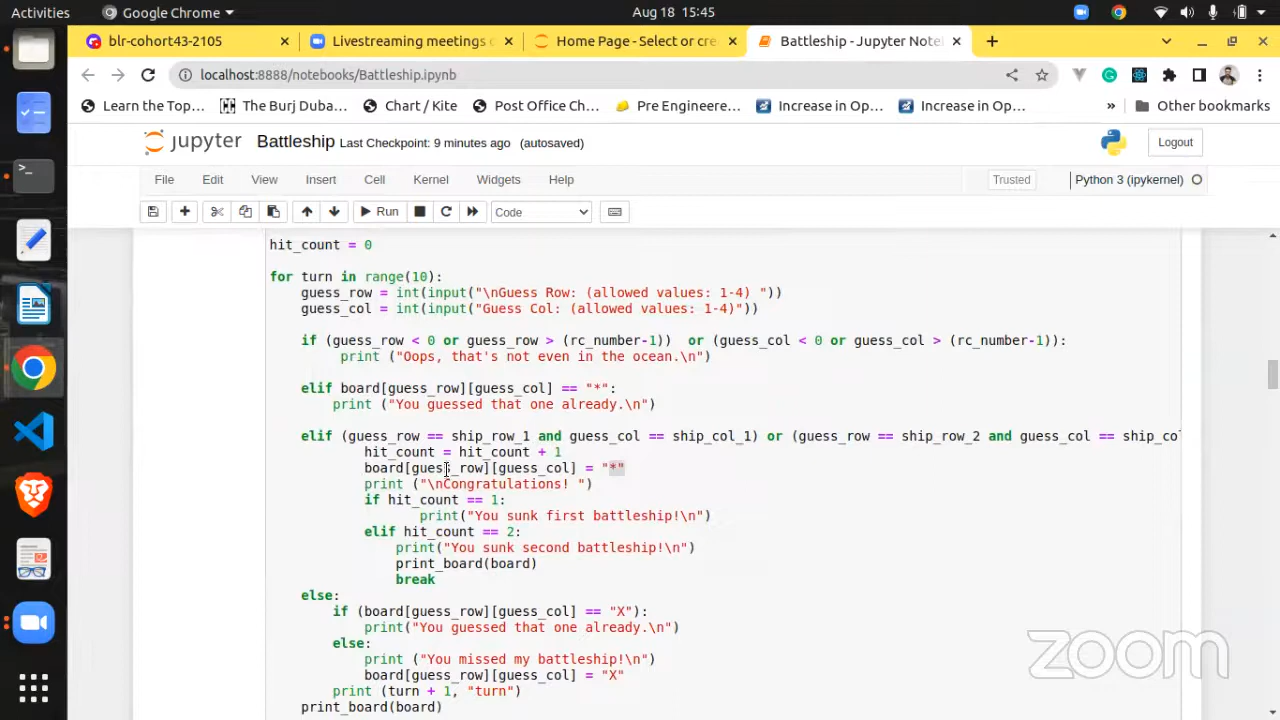 Activities Google Chrome Aug 18 15:45
blr-cohort43-2105 Livestreaming meetings o Home Page - Select or cre Battleship - Jupyter Note
localhost:8888/notebooks/Battleship.ipynb
Learn the Top... The Burj Duba... Chart / Kite Post Office Ch... Pre Engineere... Increase in Op... Increase in Op... » Other bookmarks
jupyter Battleship Last Checkpoint: 9 minutes ago (autosaved) Logout
File Edit View Insert Cell Kernel Widgets Help Trusted Python 3 (ipykernel)
Run Code
hit_count = 0
for turn in range(10):
guess_row = int(input("\nGuess Row: (allowed values: 1-4) "))
guess_col = int(input("Guess Col: (allowed values: 1-4)"))
if (guess_row < 0 or guess_row > (rc_number-1)) or (guess_col < 0 or guess_col > (rc_number-1)):
print ("Oops, that's not even in the ocean.\n")
elif board[guess_row][guess_col] == "*":
print ("You guessed that one already.\n")
elif (guess_row == ship_row_1 and guess_col == ship_col_1) or (guess_row == ship_row_2 and guess_col == ship_col
hit_count = hit_count + 1
board[guess_row][guess_col] = "*"
print ("\nCongratulations! ")
if hit_count == 1:
print("You sunk first battleship!\n")
elif hit_count == 2:
print("You sunk second battleship!\n")
print_board(board)
break
else:
if (board[guess_row][guess_col] == "X"):
print("You guessed that one already.\n")
else:
print ("You missed my battleship!\n")
board[guess_row][guess_col] = "X"
print (turn + 1, "turn")
print_board(board)
zoom